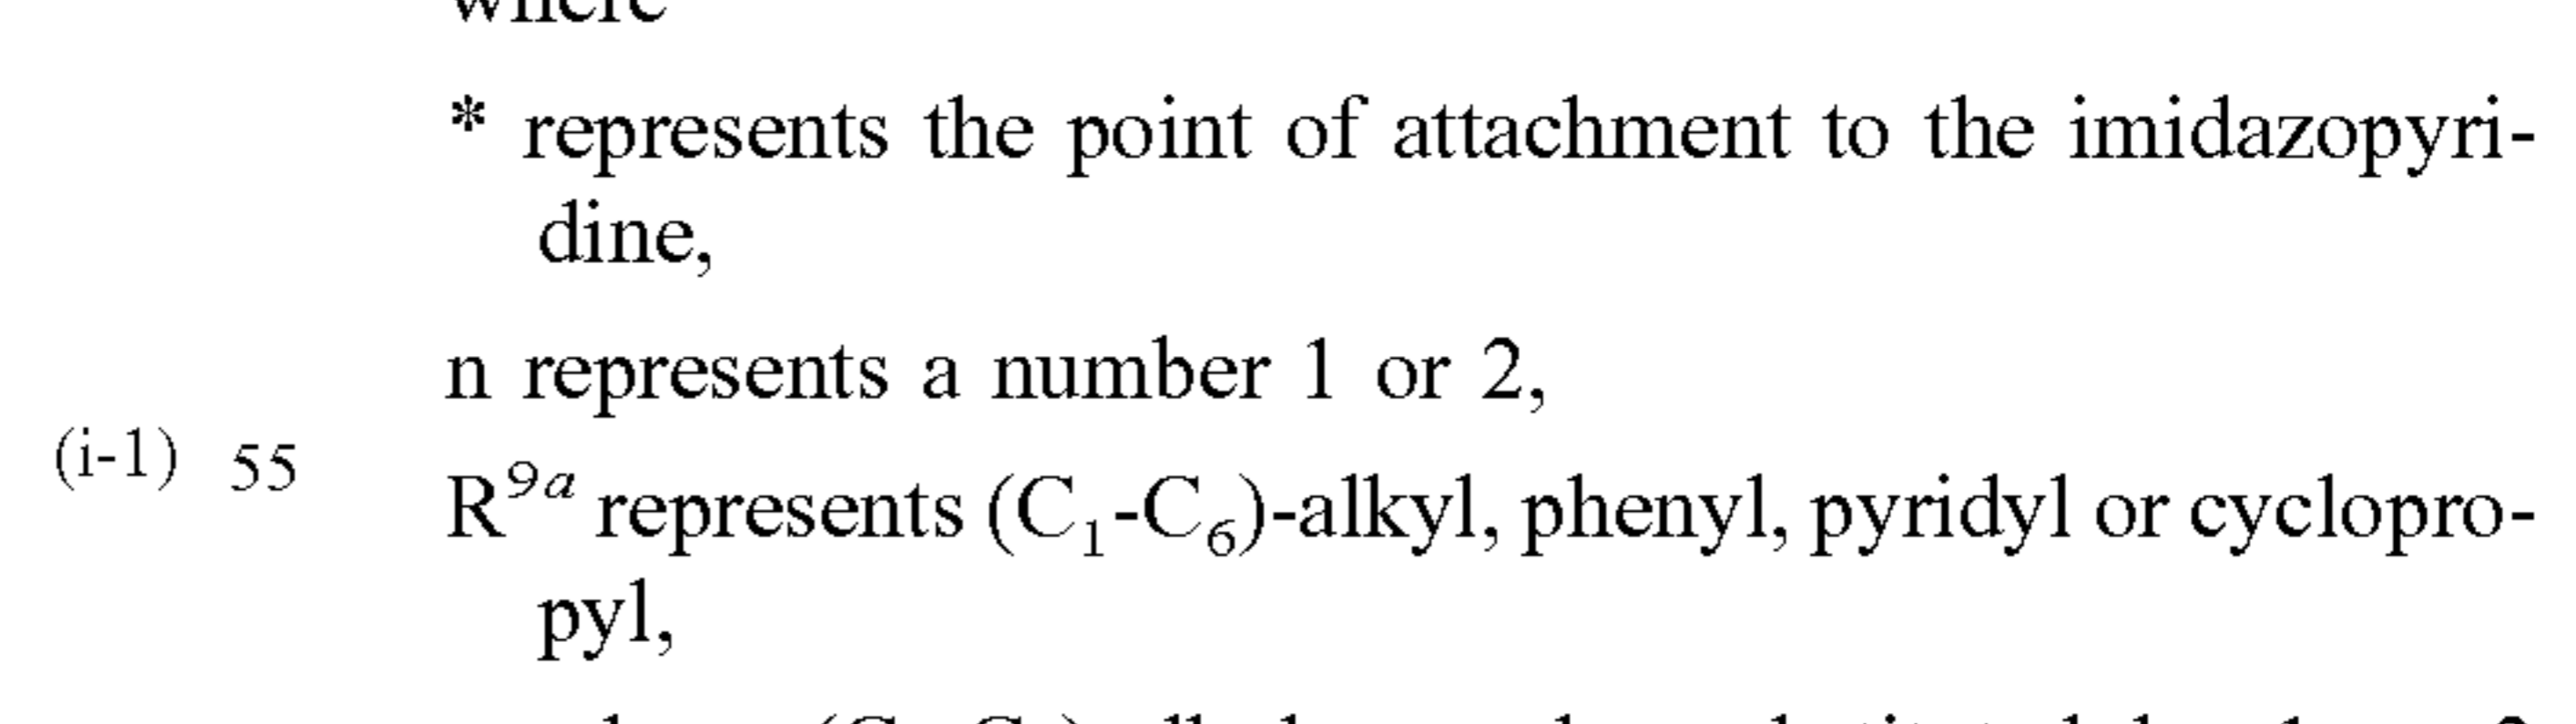 where
* represents the point of attachment to the imidazopyri-
dine,
n represents a number 1 or 2,
(i-1) 55
R⁹ᵃ represents (C₁-C₆)-alkyl, phenyl, pyridyl or cyclopro-
pyl,